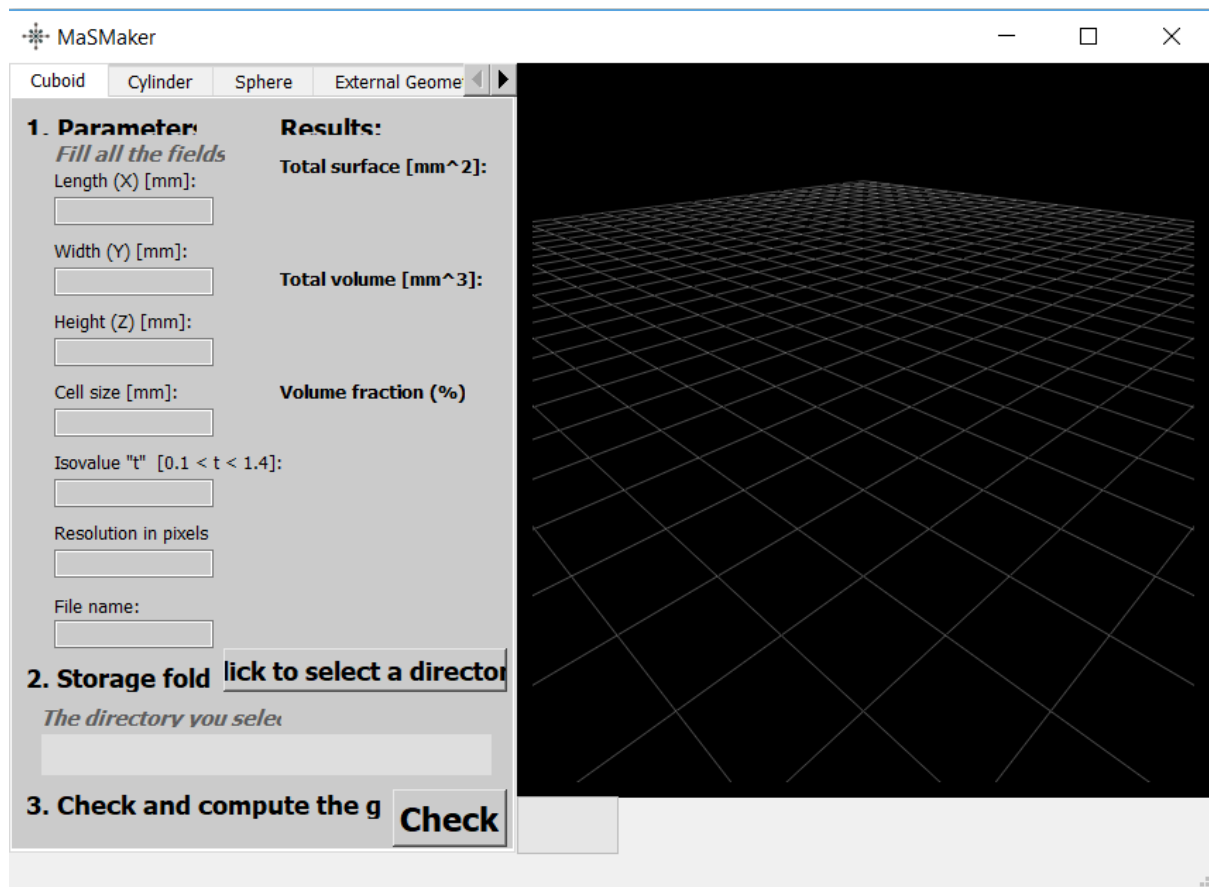 MaSMaker
Cuboid Cylinder Sphere External Geome
1. Parameter
Results:
Fill all the fields
Total surface [mm^2]:
Length (X) [mm]:
Width (Y) [mm]:
Total volume [mm^3]:
Height (Z) [mm]:
Cell size [mm]:
Volume fraction (%)
Isovalue "t" [0.1 < t < 1.4]:
Resolution in pixels
File name:
2. Storage fold
lick to select a director
The directory you selec
3. Check and compute the g
Check